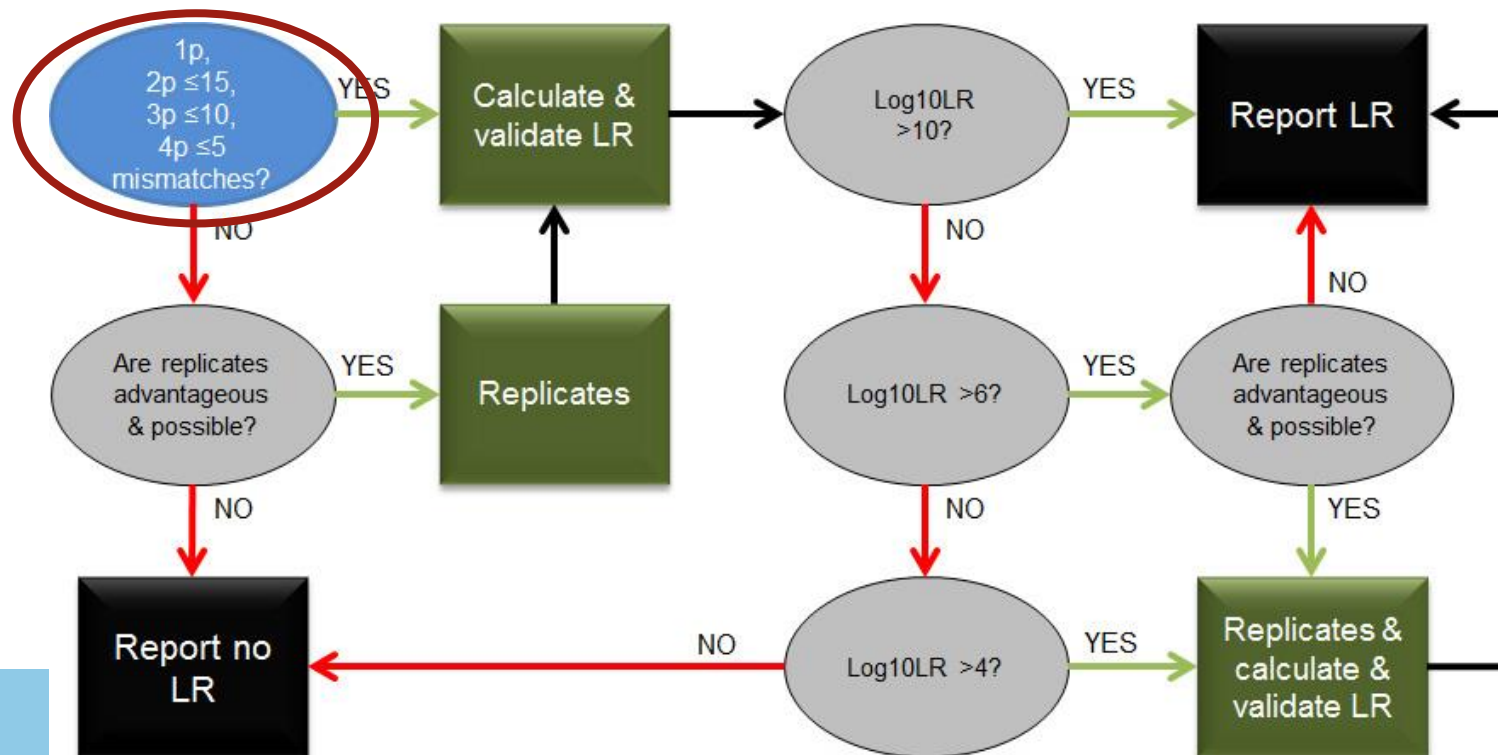 1p,
2p ≤15,
3p ≤10,
4p ≤5
mismatches?
YES
Calculate &
validate LR
Log10LR
>10?
YES
Report LR
NO
NO
NO
Are replicates
advantageous
& possible?
YES
Replicates
Log10LR >6?
YES
Are replicates
advantageous
& possible?
NO
NO
YES
Report no
LR
NO
Log10LR >4?
YES
Replicates &
calculate &
validate LR